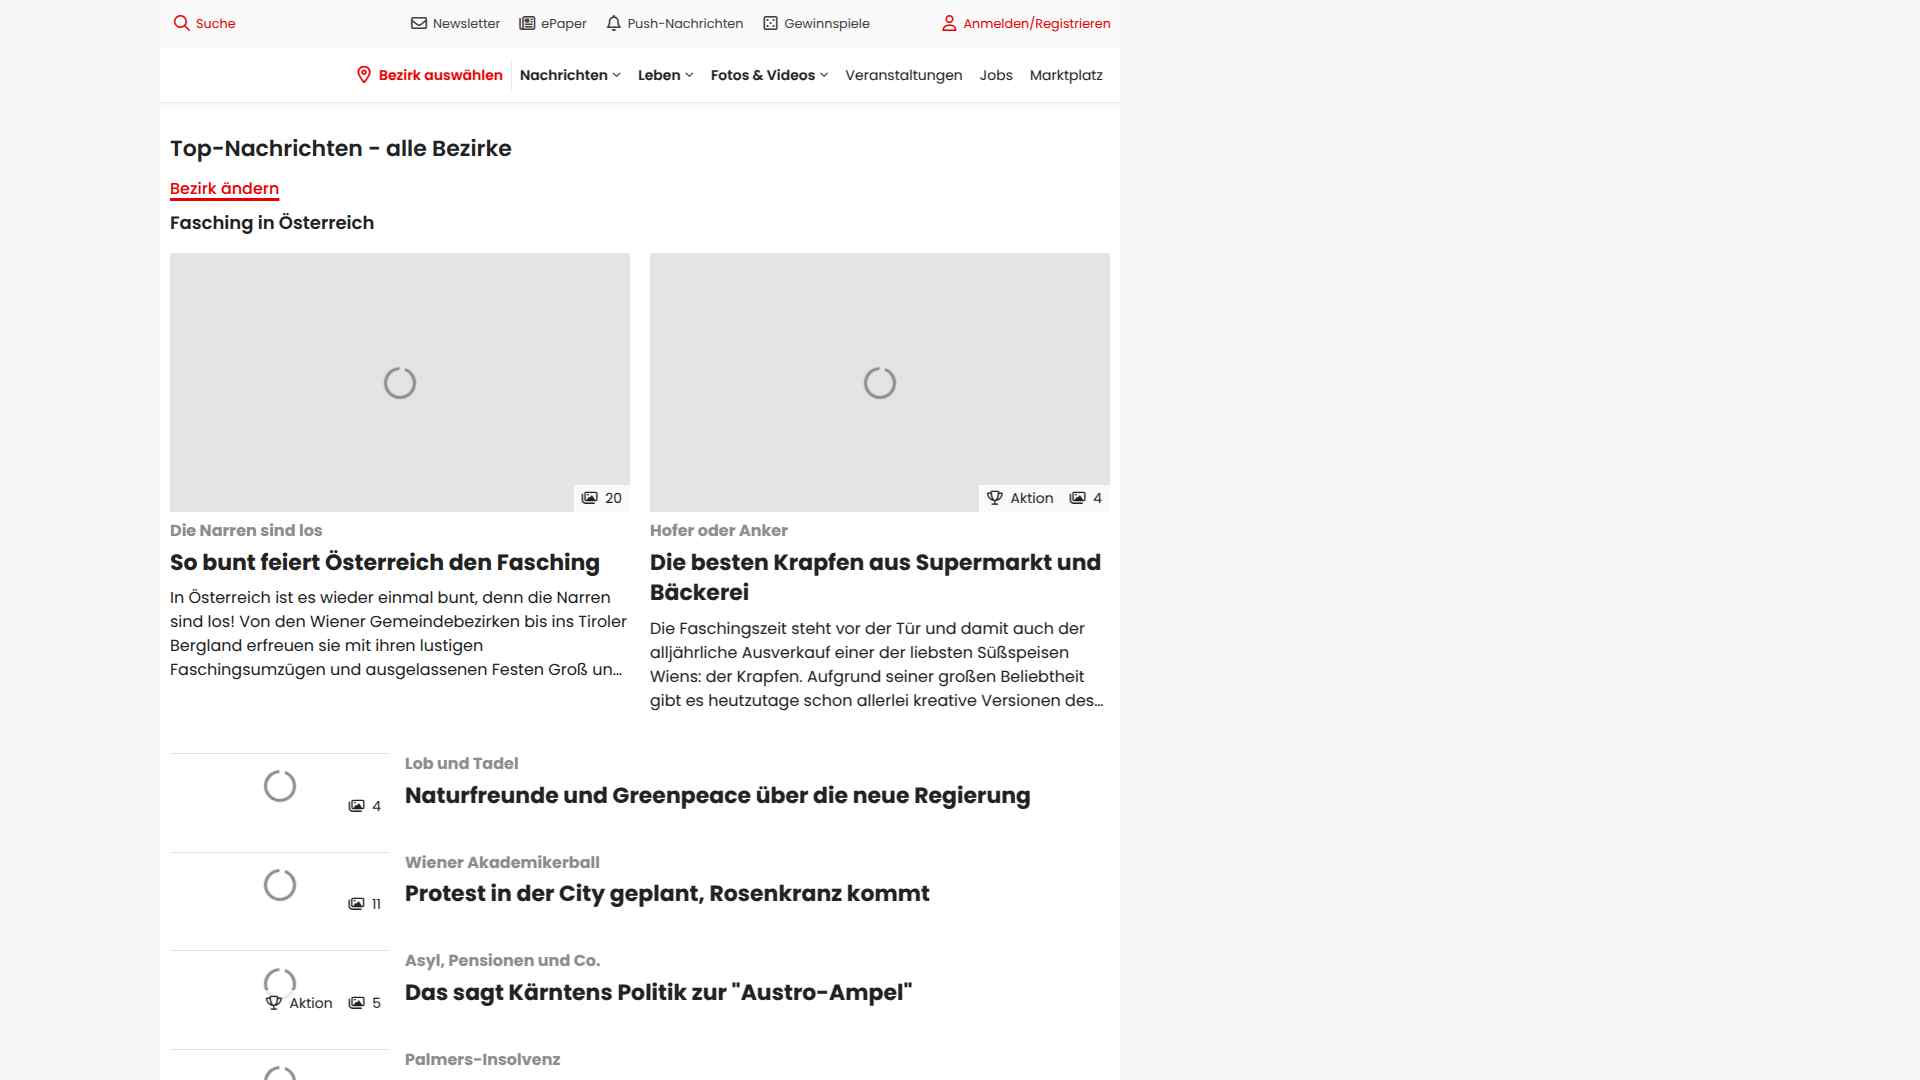 Suche
Newsletter
ePaper
Push-Nachrichten
Gewinnspiele
Anmelden/Registrieren
Bezirk auswählen
Nachrichten
Leben
Fotos & Videos
Veranstaltungen
Jobs
Marktplatz
Top-Nachrichten - alle Bezirke
Bezirk ändern
Fasching in Österreich
20
Die Narren sind los
So bunt feiert Österreich den Fasching
In Österreich ist es wieder einmal bunt, denn die Narren
sind los! Von den Wiener Gemeindebezirken bis ins Tiroler
Bergland erfreuen sie mit ihren lustigen
Faschingsumzügen und ausgelassenen Festen Groß un...
Aktion
4
Hofer oder Anker
Die besten Krapfen aus Supermarkt und
Bäckerei
Die Faschingszeit steht vor der Tür und damit auch der
alljährliche Ausverkauf einer der liebsten Süßspeisen
Wiens: der Krapfen. Aufgrund seiner großen Beliebtheit
gibt es heutzutage schon allerlei kreative Versionen des...
4
Lob und Tadel
Naturfreunde und Greenpeace über die neue Regierung
11
Wiener Akademikerball
Protest in der City geplant, Rosenkranz kommt
Aktion
5
Asyl, Pensionen und Co.
Das sagt Kärntens Politik zur "Austro-Ampel"
Palmers-Insolvenz